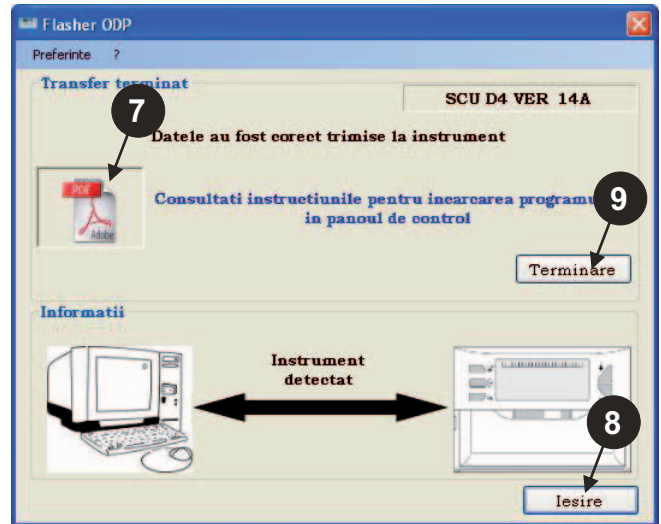 Flasher ODP
Preferinte ?
Transfer terminat
SCU D4 VER 14A
7
Datele au fost corect trimise la instrument
PDF
Adobe
Consultati instructiunile pentru incarcarea
in panoul de control
9
Terminare
Informatii
Instrument
detectat
8
Iesire